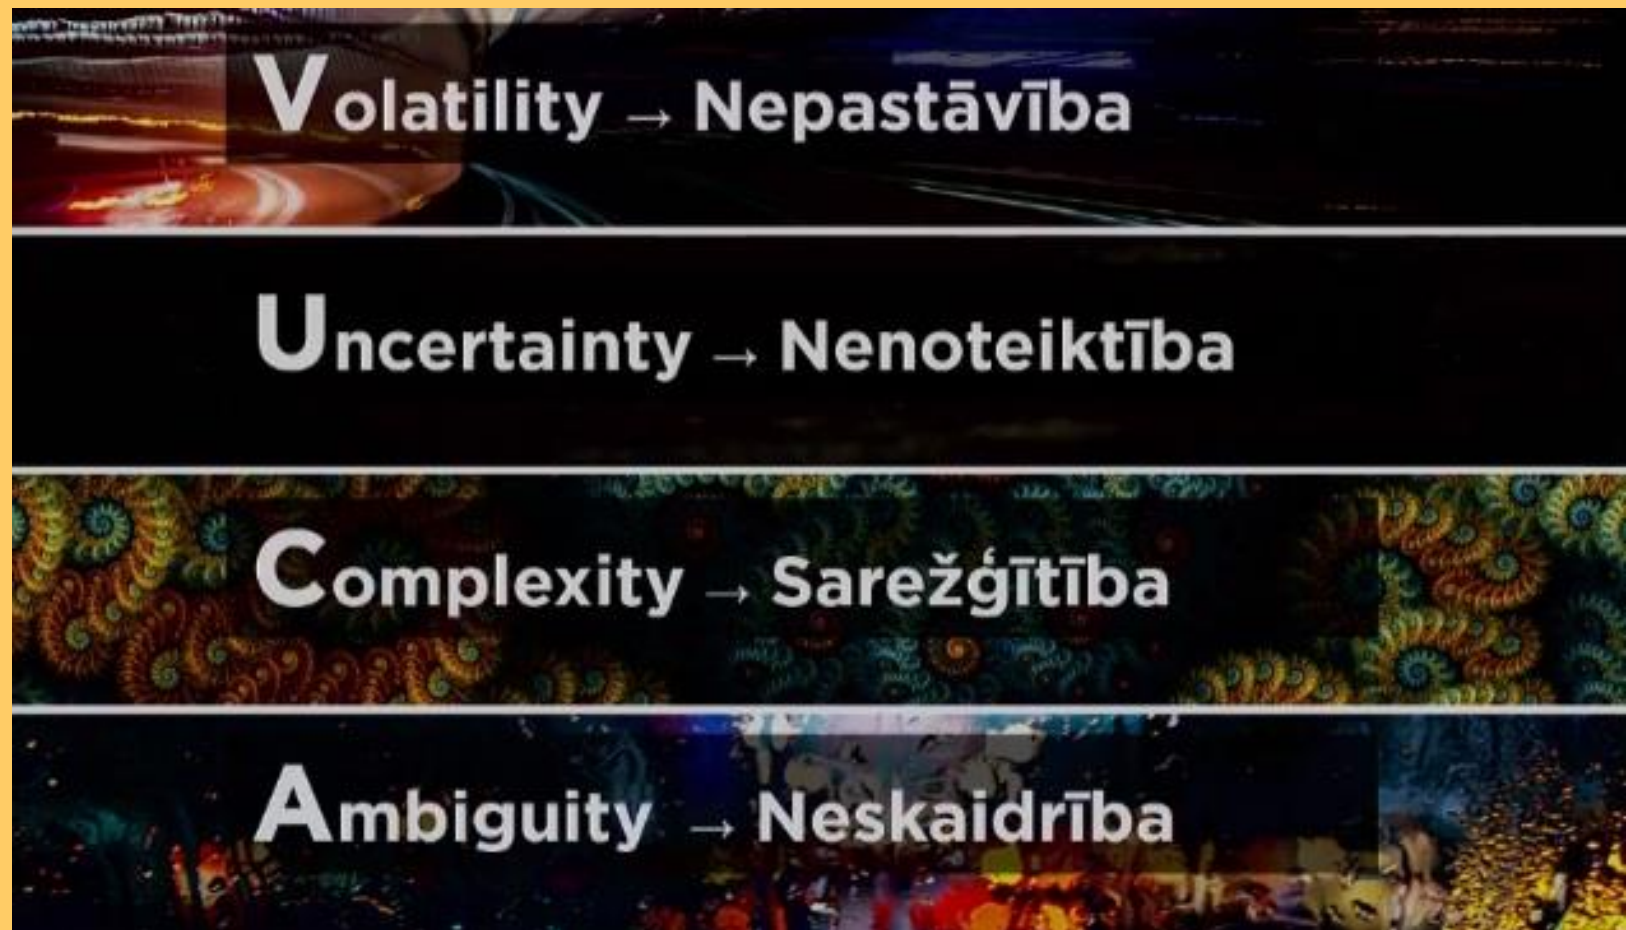 Volatility → Nepastāvība
Uncertainty → Nenoteiktība
Complexity → Sarežģītība
Ambiguity → Neskaidrība